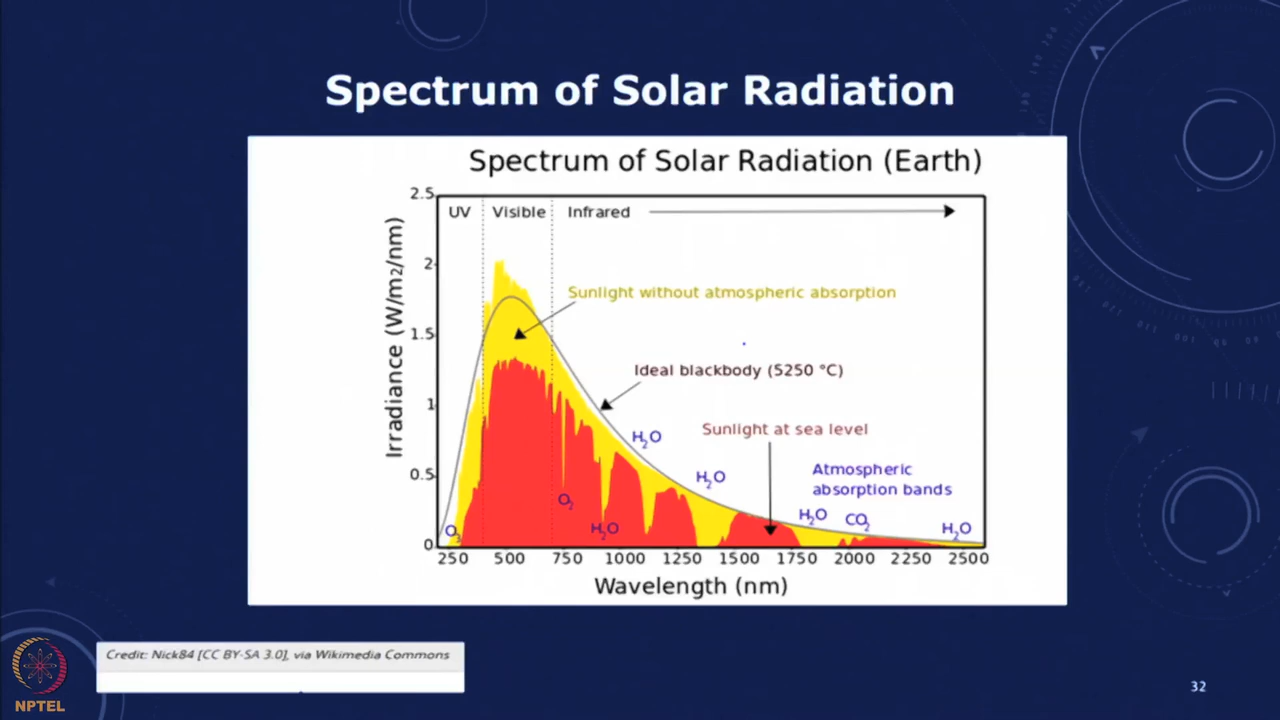 Spectrum of Solar Radiation
Spectrum of Solar Radiation (Earth)
2.5
UV
Visible
Infrared
2
Sunlight without atmospheric absorption
1.5
Ideal blackbody (5250 °C)
Irradiance (W/m2/nm)
1
Sunlight at sea level
H2O
0.5
H2O
Atmospheric
absorption bands
O2
H2O
H2O
CO2
H2O
O3
0
250 500 750 1000 1250 1500 1750 2000 2250 2500
Wavelength (nm)
Credit: Nick84 [CC BY-SA 3.0], via Wikimedia Commons
NPTEL
32